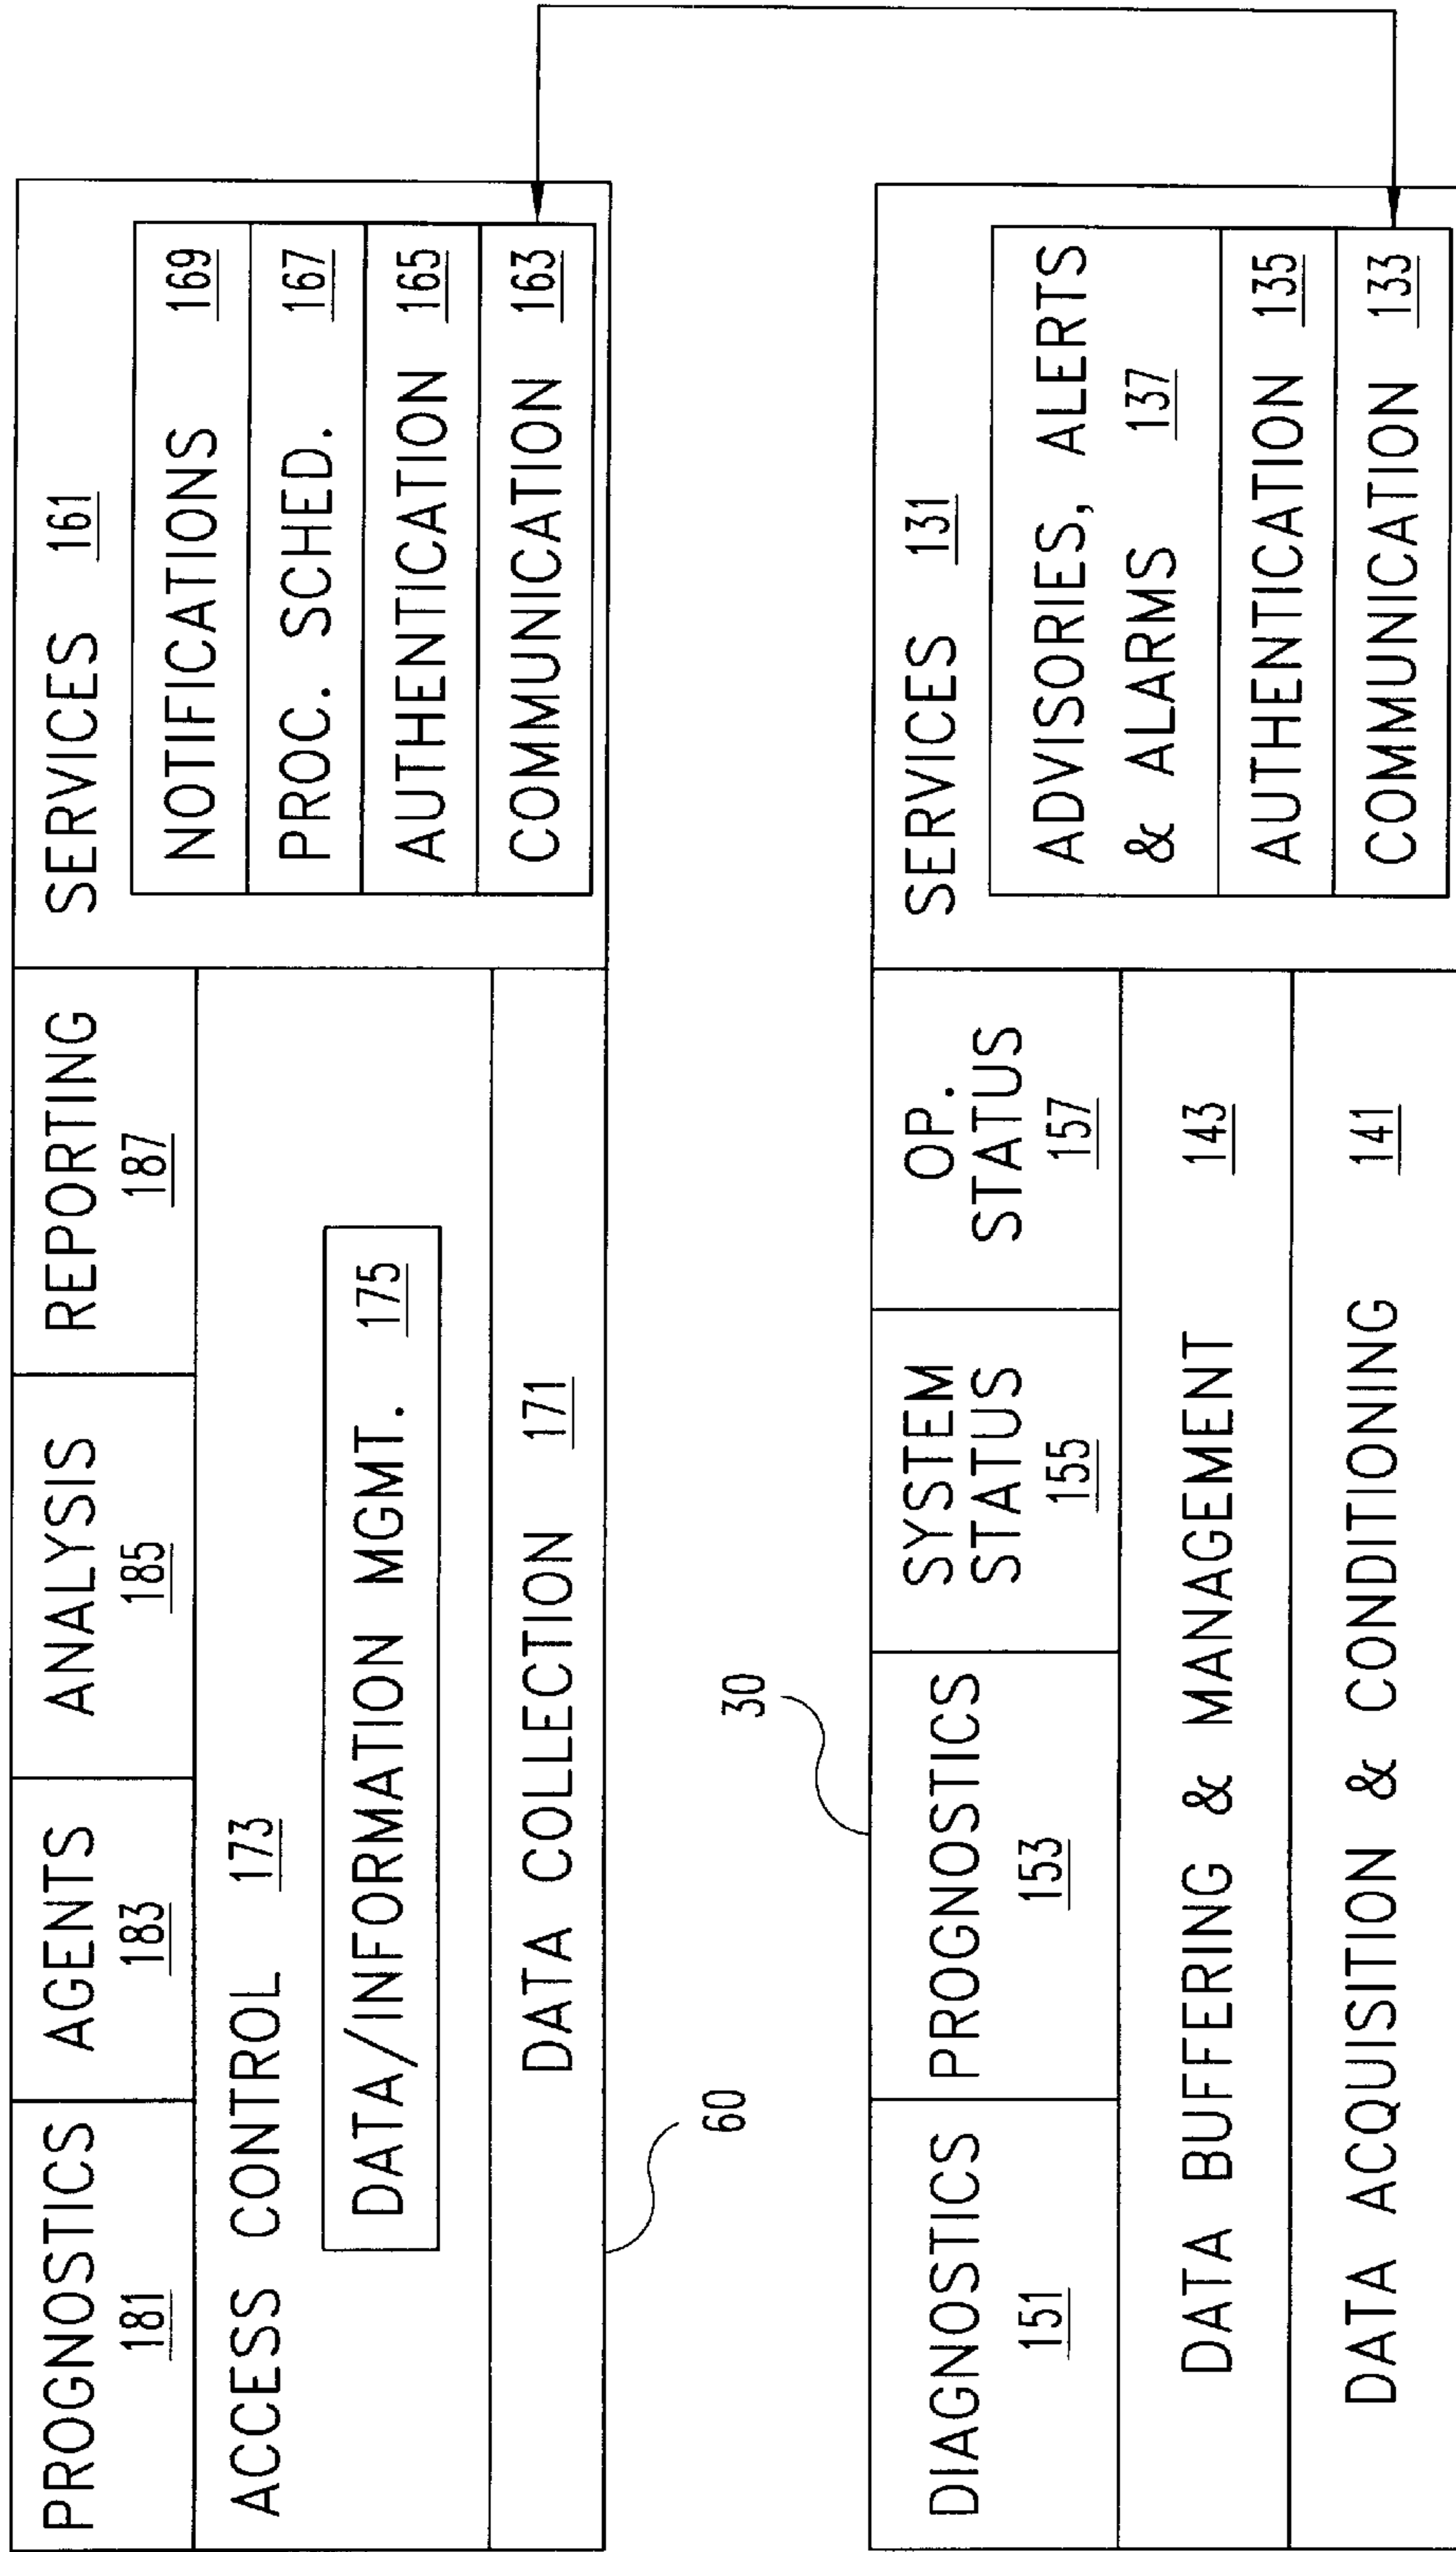 PROGNOSTICS
181
AGENTS
183
ANALYSIS
185
REPORTING
187
ACCESS CONTROL 173
DATA/INFORMATION MGMT. 175
DATA COLLECTION 171
SERVICES 161
NOTIFICATIONS 169
PROC. SCHED. 167
AUTHENTICATION 165
COMMUNICATION 163
60
30
DIAGNOSTICS
151
PROGNOSTICS
153
SYSTEM
STATUS
155
OP.
STATUS
157
DATA BUFFERING & MANAGEMENT 143
DATA ACQUISITION & CONDITIONING 141
SERVICES 131
ADVISORIES, ALERTS
& ALARMS 137
AUTHENTICATION 135
COMMUNICATION 133